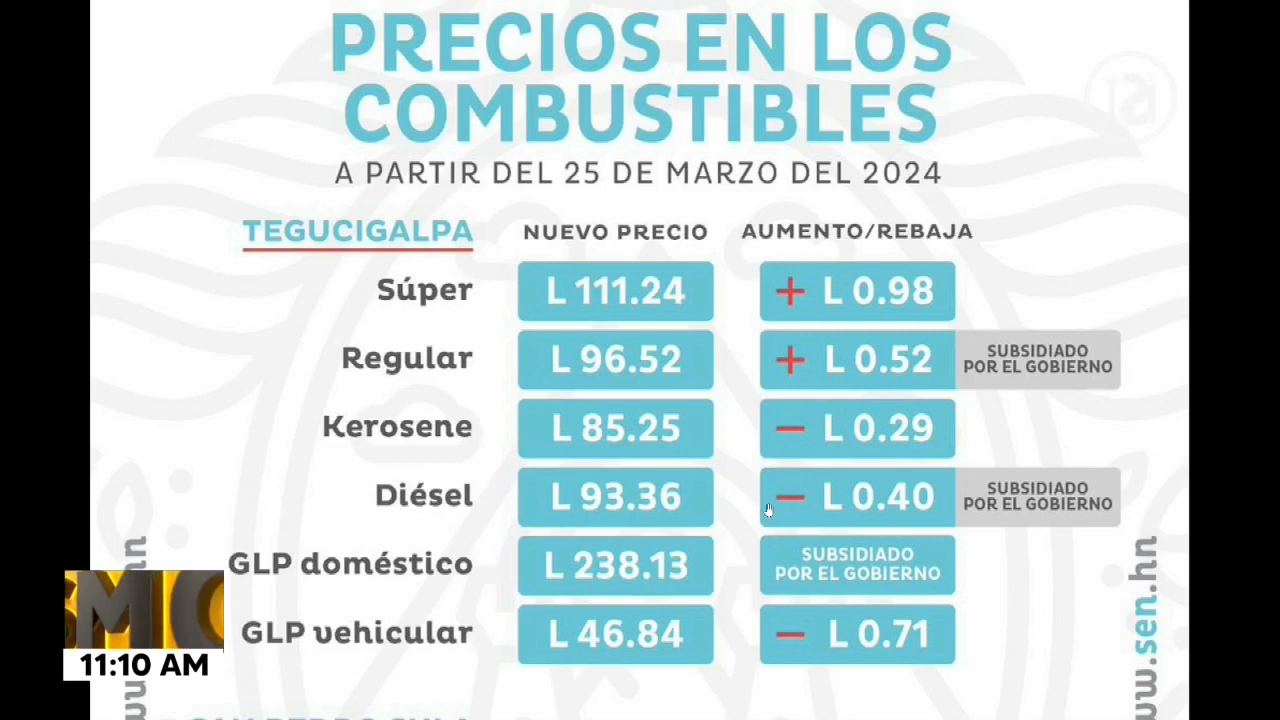 PRECIOS EN LOS
COMBUSTIBLES
A PARTIR DEL 25 DE MARZO DEL 2024
TEGUCIGALPA NUEVO PRECIO AUMENTO/REBAJA
Súper L 111.24 + L 0.98
Regular L 96.52 + L 0.52 SUBSIDIADO
POR EL GOBIERNO
Kerosene L 85.25 − L 0.29
Diésel L 93.36 − L 0.40 SUBSIDIADO
POR EL GOBIERNO
GLP doméstico L 238.13 SUBSIDIADO
POR EL GOBIERNO
GLP vehicular L 46.84 − L 0.71
www.sen.hn
11:10 AM